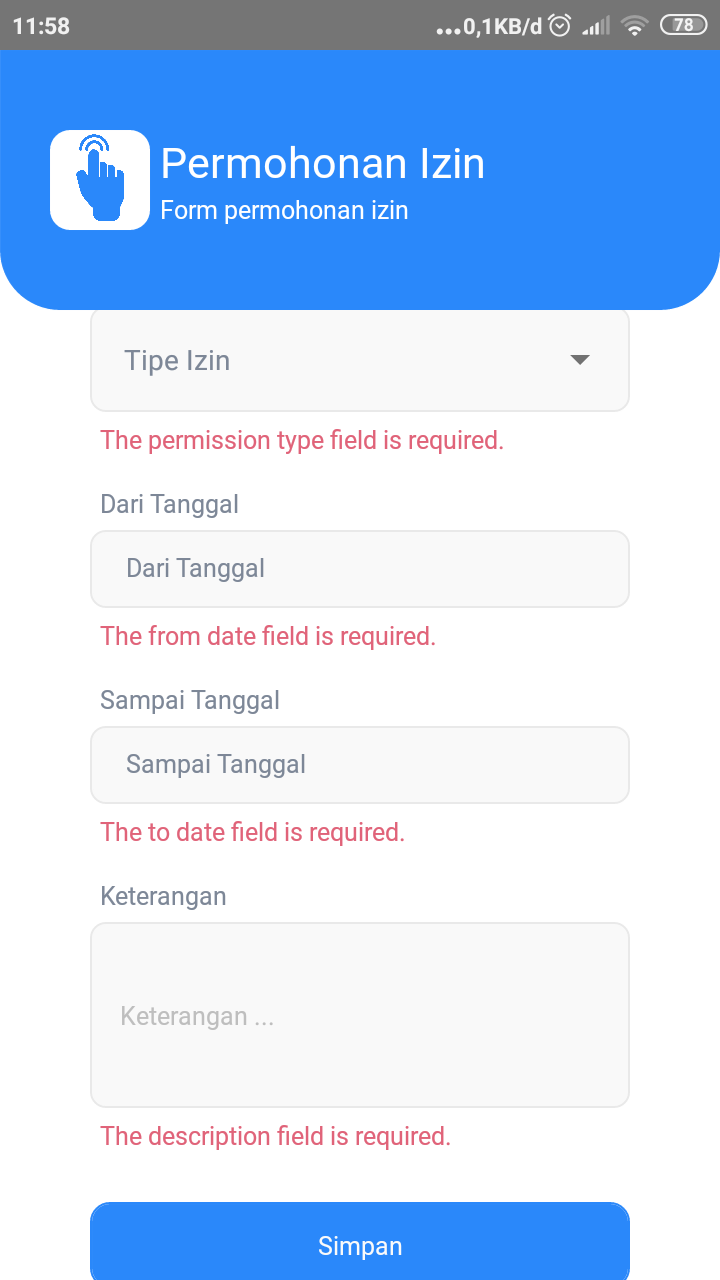 11:58
...0,1KB/d
78
Permohonan Izin
Form permohonan izin
Tipe Izin
The permission type field is required.
Dari Tanggal
Dari Tanggal
The from date field is required.
Sampai Tanggal
Sampai Tanggal
The to date field is required.
Keterangan
Keterangan ...
The description field is required.
Simpan